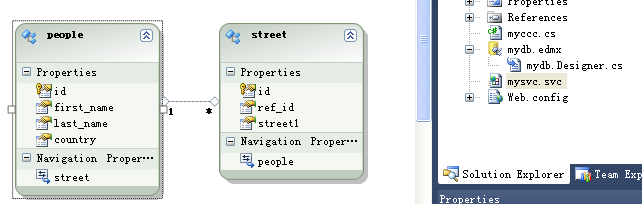 people
Properties
id
first_name
last_name
country
Navigation Proper...
street
1
*
street
Properties
id
ref_id
street1
Navigation Proper...
people
Properties
References
myccc.cs
mydb.edmx
mydb.Designer.cs
mysvc.svc
Web.config
Solution Explorer
Team Exp
Properties